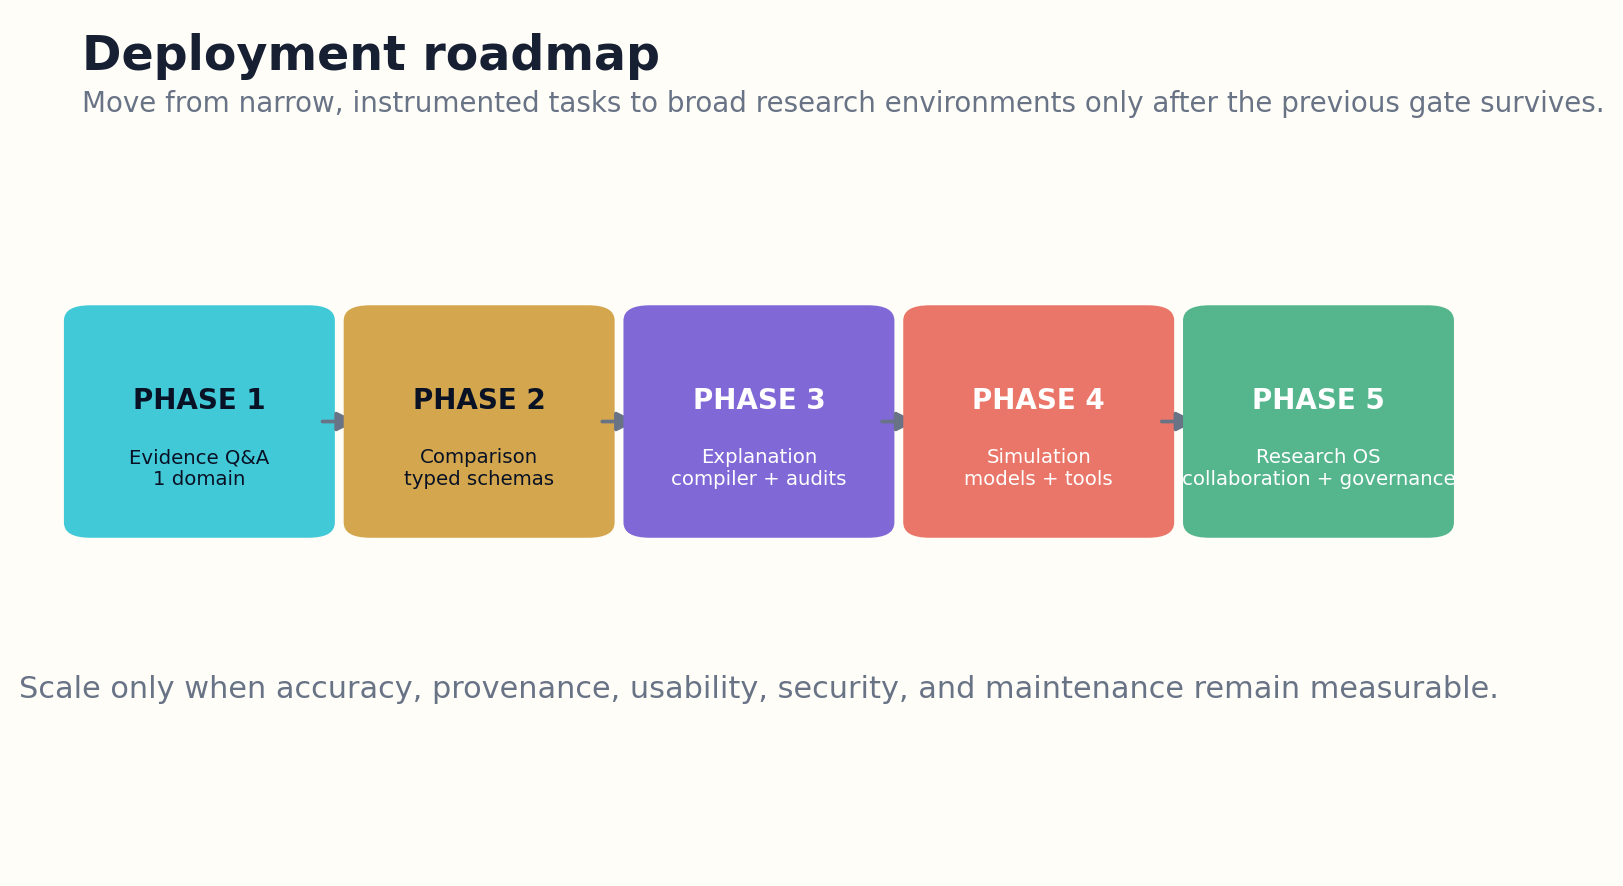 Deployment roadmap
Move from narrow, instrumented tasks to broad research environments only after the previous gate survives.
PHASE 1
Evidence Q&A
1 domain
PHASE 2
Comparison
typed schemas
PHASE 3
Explanation
compiler + audits
PHASE 4
Simulation
models + tools
PHASE 5
Research OS
collaboration + governance
Scale only when accuracy, provenance, usability, security, and maintenance remain measurable.